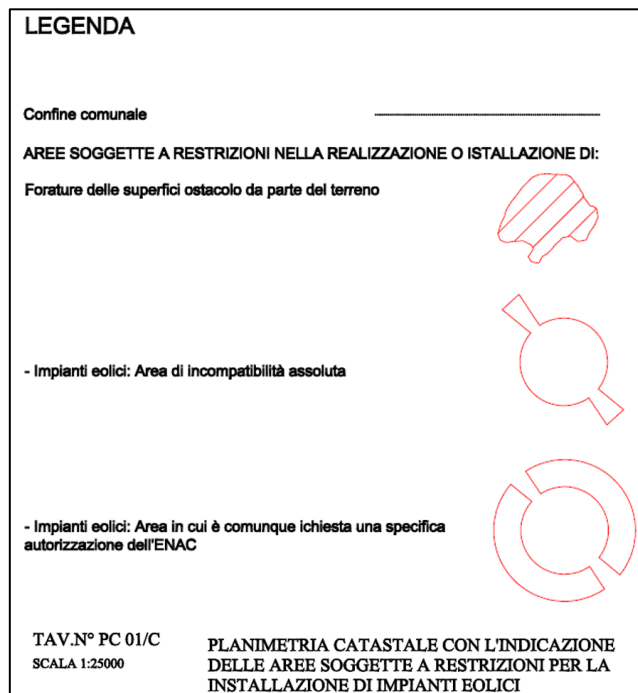 LEGENDA
Confine comunale
AREE SOGGETTE A RESTRIZIONI NELLA REALIZZAZIONE O ISTALLAZIONE DI:
Forature delle superfici ostacolo da parte del terreno
- Impianti eolici: Area di incompatibilità assoluta
- Impianti eolici: Area in cui è comunque ichiesta una specifica
autorizzazione dell'ENAC
TAV.N° PC 01/C
SCALA 1:25000
PLANIMETRIA CATASTALE CON L'INDICAZIONE
DELLE AREE SOGGETTE A RESTRIZIONI PER LA
INSTALLAZIONE DI IMPIANTI EOLICI